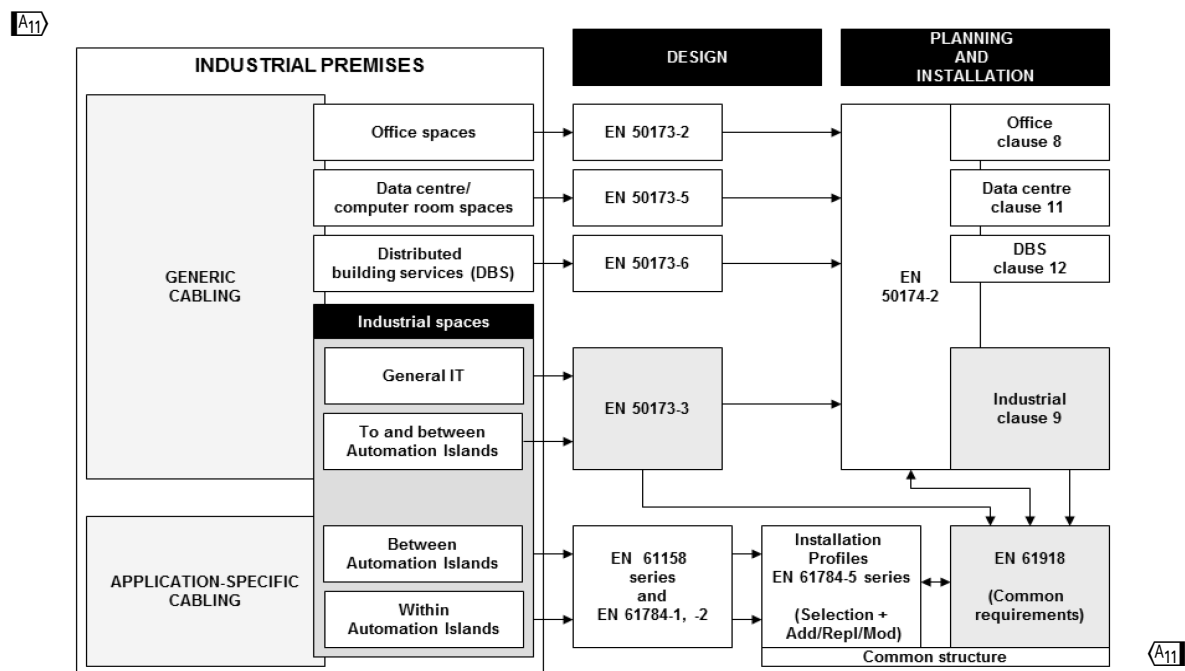 A11
INDUSTRIAL PREMISES
DESIGN
PLANNING
AND
INSTALLATION
GENERIC
CABLING
Office spaces
EN 50173-2
Office
clause 8
Data centre/
computer room spaces
EN 50173-5
Data centre
clause 11
Distributed
building services (DBS)
EN 50173-6
DBS
clause 12
EN
50174-2
Industrial spaces
General IT
To and between
Automation Islands
EN 50173-3
Industrial
clause 9
APPLICATION-SPECIFIC
CABLING
Between
Automation Islands
Within
Automation Islands
EN 61158
series
and
EN 61784-1, -2
Installation
Profiles
EN 61784-5 series
(Selection +
Add/Repl/Mod)
EN 61918
(Common
requirements)
Common structure
A11